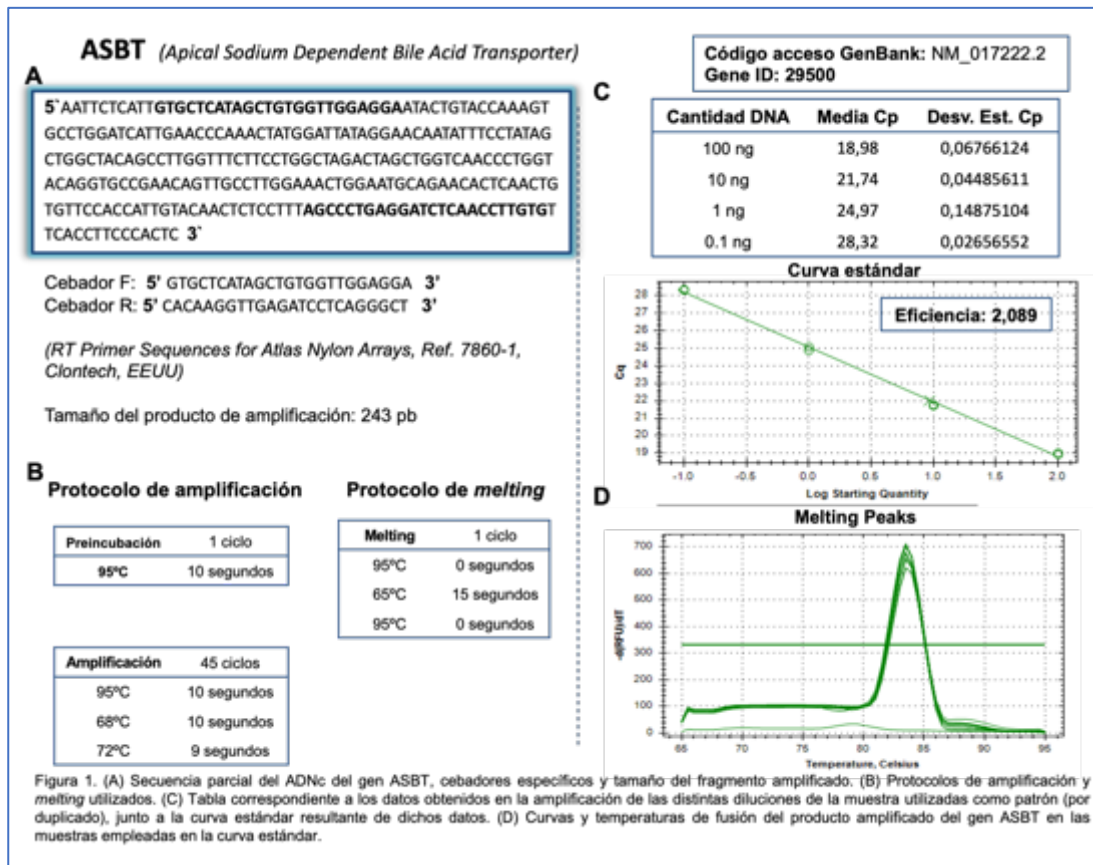 ASBT (Apical Sodium Dependent Bile Acid Transporter)
Código acceso GenBank: NM_017222.2
Gene ID: 29500
A
5`AATTCTCATTGTGCTCATAGCTGTGGTTGGAGGAATACTGTACCAAAGT
GCCTGGATCATTGAACCCAAACTATGGATTATAGGAACAATATTTCCTATAG
CTGGCTACAGCCTTGGTTTCTTCCTGGCTAGACTAGCTGGTCAACCCTGGT
ACAGGTGCCGAACAGTTGCCTTGGAAACTGGAATGCAGAACACTCAACTG
TGTTCCACCATTGTACAACTCTCCTTTAGCCCTGAGGATCTCAACCTTGTGT
TCACCTTCCCACTC 3`
Cebador F: 5' GTGCTCATAGCTGTGGTTGGAGGA 3'
Cebador R: 5' CACAAGGTTGAGATCCTCAGGGCT 3'
(RT Primer Sequences for Atlas Nylon Arrays, Ref. 7860-1,
Clontech, EEUU)
Tamaño del producto de amplificación: 243 pb
B
Protocolo de amplificación
Preincubación 1 ciclo
95ºC 10 segundos
Amplificación 45 ciclos
95ºC 10 segundos
68ºC 10 segundos
72ºC 9 segundos
Protocolo de melting
Melting 1 ciclo
95ºC 0 segundos
65ºC 15 segundos
95ºC 0 segundos
C
Cantidad DNA Media Cp Desv. Est. Cp
100 ng 18,98 0,06766124
10 ng 21,74 0,04485611
1 ng 24,97 0,14875104
0.1 ng 28,32 0,02656552
Curva estándar
Eficiencia: 2,089
Cq
28
26
25
23
22
21
19
-1.0 -0.5 0.0 0.5 1.0 1.5 2.0
Log Starting Quantity
D
Melting Peaks
-d(RFU)/dT
700
600
500
400
300
200
100
0
65 70 75 80 85 90 95
Temperature, Celsius
Figura 1. (A) Secuencia parcial del ADNc del gen ASBT, cebadores específicos y tamaño del fragmento amplificado. (B) Protocolos de amplificación y
melting utilizados. (C) Tabla correspondiente a los datos obtenidos en la amplificación de las distintas diluciones de la muestra utilizadas como patrón (por
duplicado), junto a la curva estándar resultante de dichos datos. (D) Curvas y temperaturas de fusión del producto amplificado del gen ASBT en las
muestras empleadas en la curva estándar.